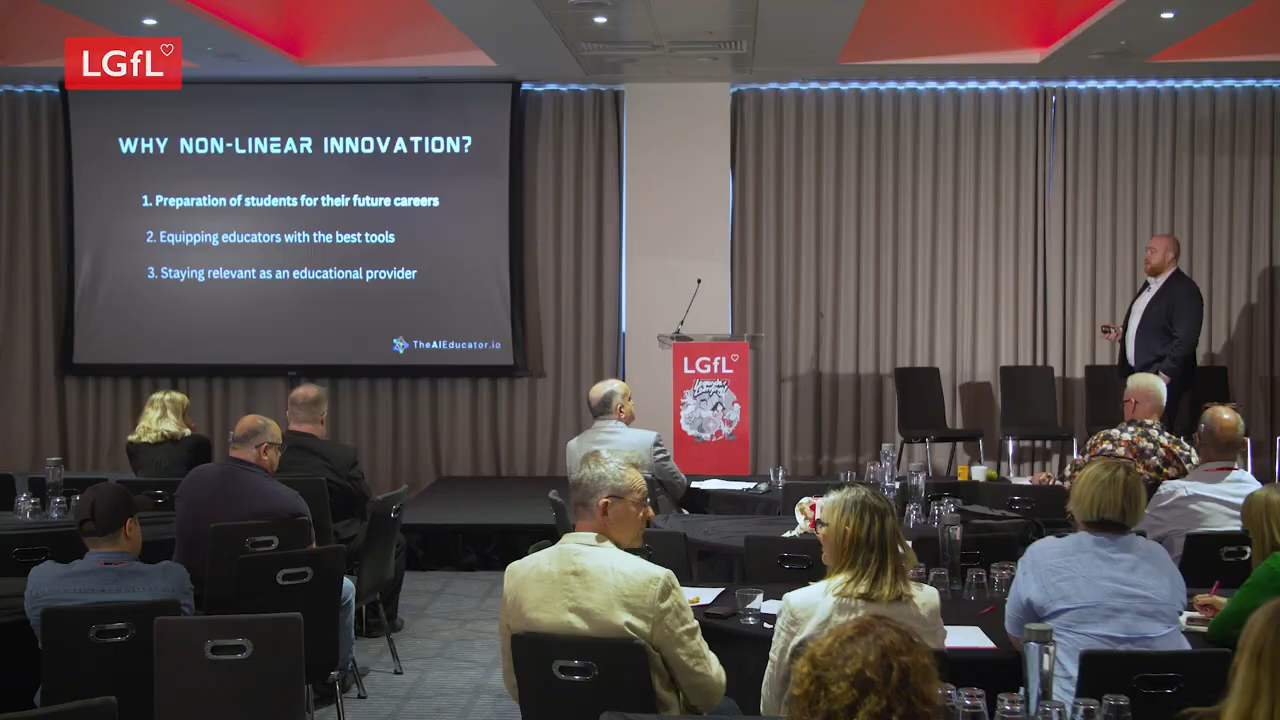 LGfL
WHY NON-LINEAR INNOVATION?
1. Preparation of students for their future careers
2. Equipping educators with the best tools
3. Staying relevant as an educational provider
TheAIEducator.io
LGfL